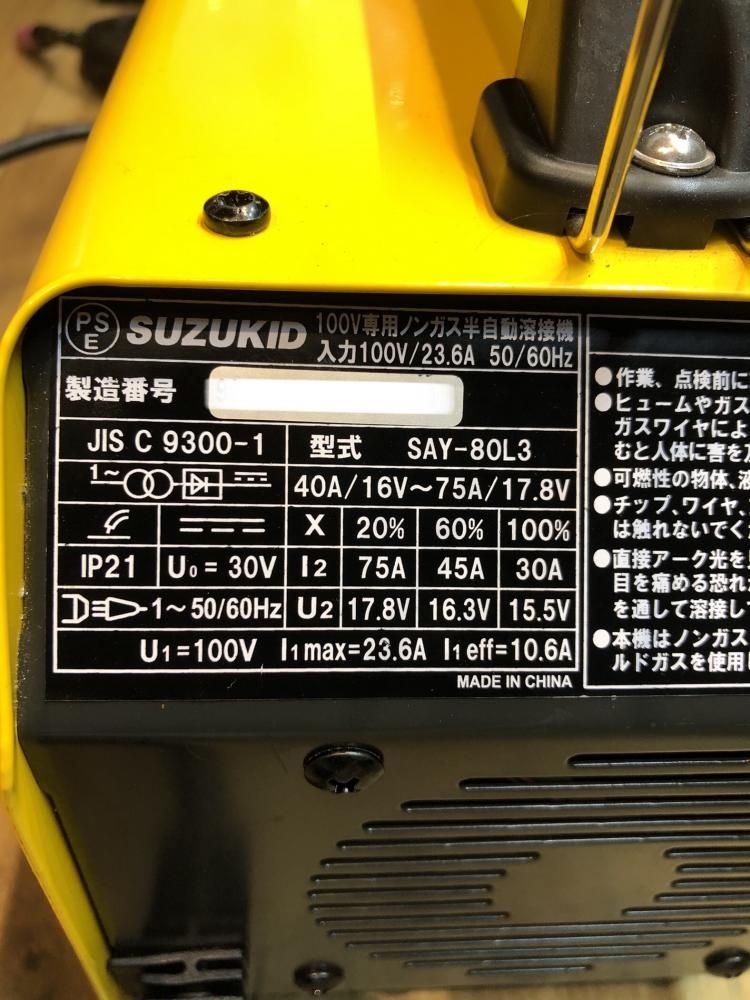 PSE SUZUKID
100V専用ノンガス半自動溶接機
入力100V/23.6A 50/60Hz
製造番号
JIS C 9300-1 型式 SAY-80L3
1~ 40A/16V~75A/17.8V
X 20% 60% 100%
IP21 U₀ = 30V I2 75A 45A 30A
1~50/60Hz U2 17.8V 16.3V 15.5V
U1=100V I1max=23.6A I1eff=10.6A
MADE IN CHINA
●作業、点検前に
●ヒュームやガス
ガスワイヤによ
むと人体に害を
●可燃性の物体、
●チップ、ワイヤ、
は触れないでく
●直接アーク光を
目を痛める恐れ
を通して溶接し
●本機はノンガス
ルドガスを使用